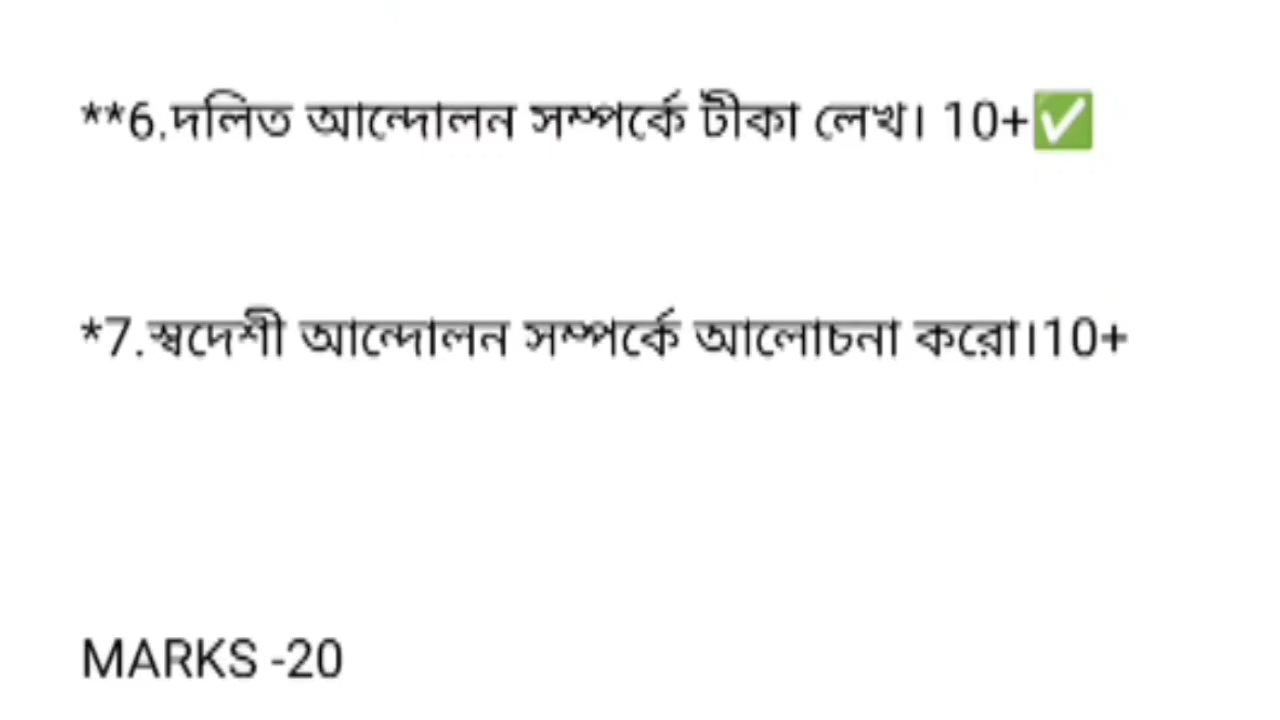 **6.দলিত আন্দোলন সম্পর্কে টীকা লেখ। 10+✅
*7.স্বদেশী আন্দোলন সম্পর্কে আলোচনা করো।10+
MARKS -20